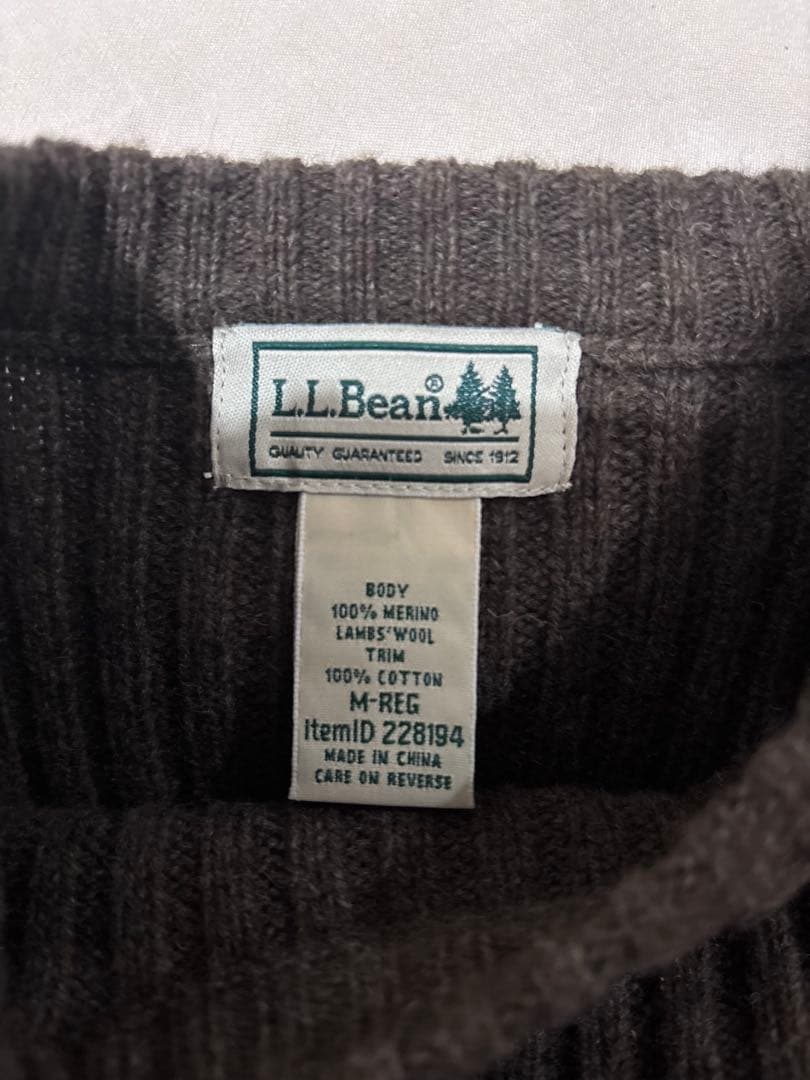 L.L.Bean®
QUALITY GUARANTEED SINCE 1912
BODY
100% MERINO
LAMBS' WOOL
TRIM
100% COTTON
M-REG
ItemID 228194
MADE IN CHINA
CARE ON REVERSE